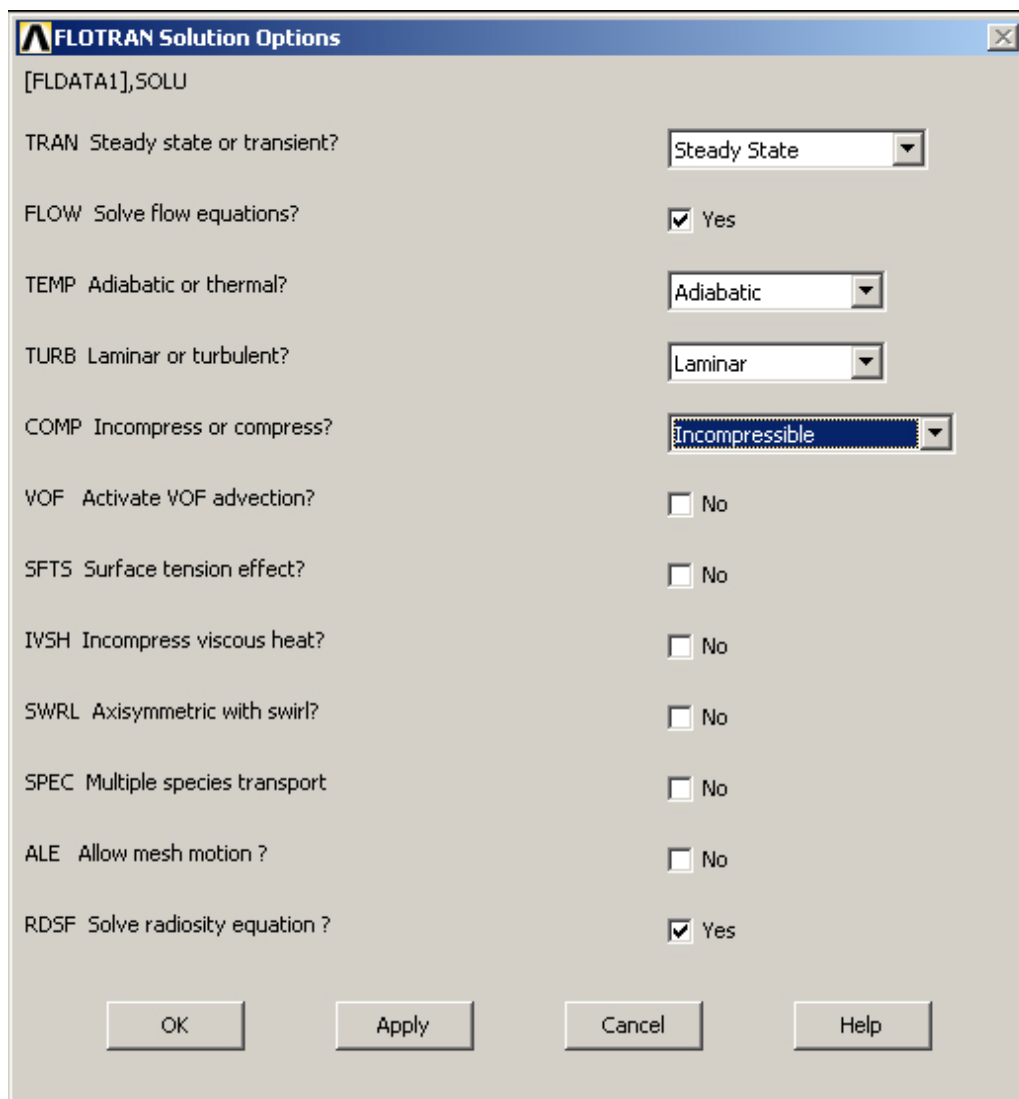 FLOTRAN Solution Options
[FLDATA1],SOLU
TRAN Steady state or transient? Steady State
FLOW Solve flow equations? Yes
TEMP Adiabatic or thermal? Adiabatic
TURB Laminar or turbulent? Laminar
COMP Incompress or compress? Incompressible
VOF Activate VOF advection? No
SFTS Surface tension effect? No
IVSH Incompress viscous heat? No
SWRL Axisymmetric with swirl? No
SPEC Multiple species transport No
ALE Allow mesh motion ? No
RDSF Solve radiosity equation ? Yes
OK Apply Cancel Help